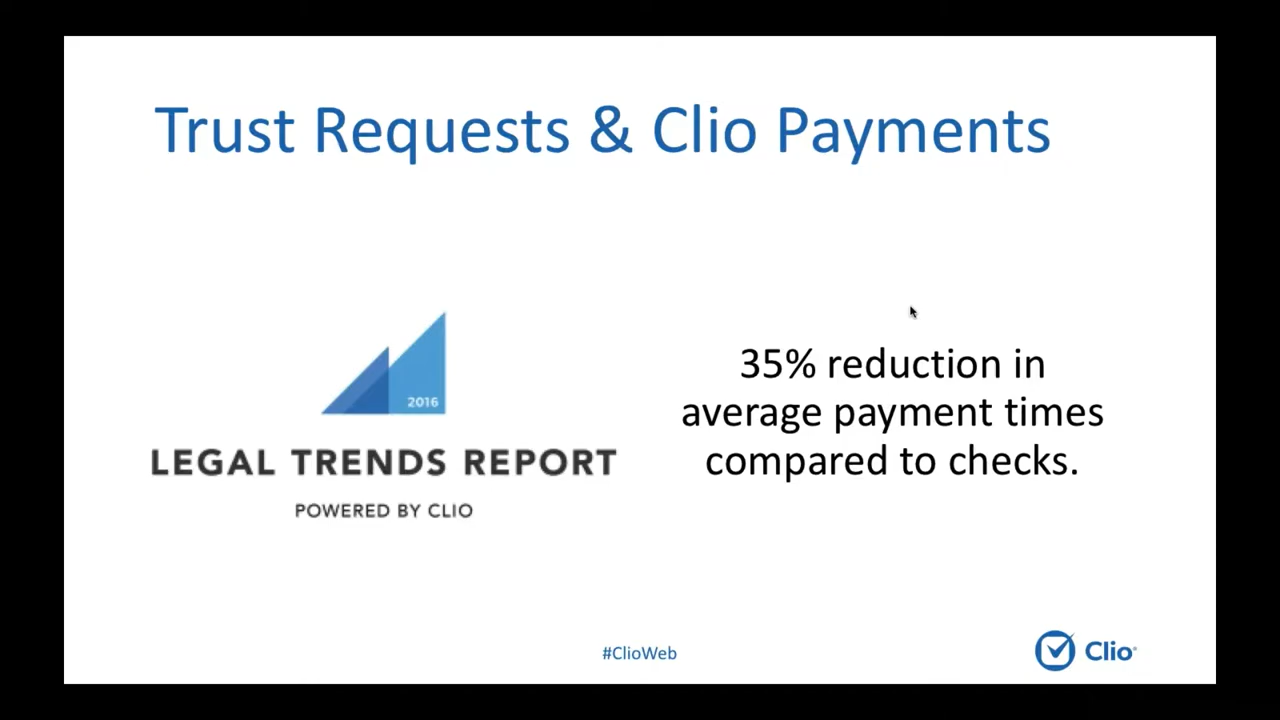 Trust Requests & Clio Payments
2016
LEGAL TRENDS REPORT
POWERED BY CLIO
35% reduction in
average payment times
compared to checks.
#ClioWeb
Clio®